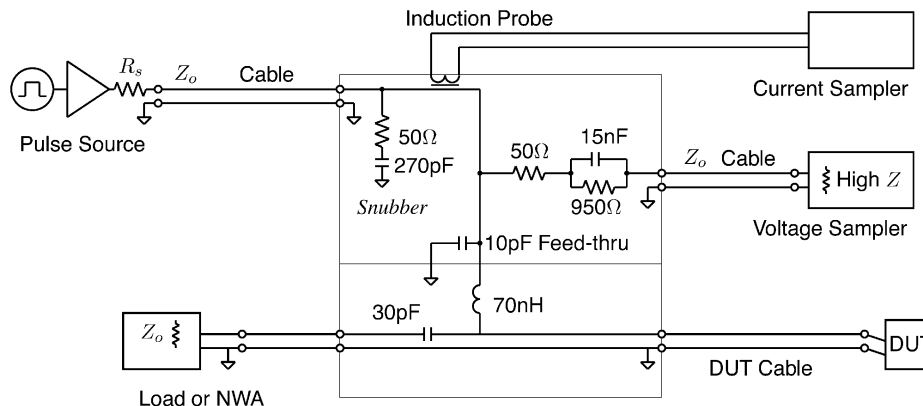 Induction Probe
Current Sampler
R_s
Z_o
Cable
Pulse Source
50Ω
270pF
Snubber
50Ω
15nF
950Ω
Z_o
Cable
High Z
Voltage Sampler
10pF Feed-thru
70nH
30pF
Z_o
Load or NWA
DUT Cable
DUT